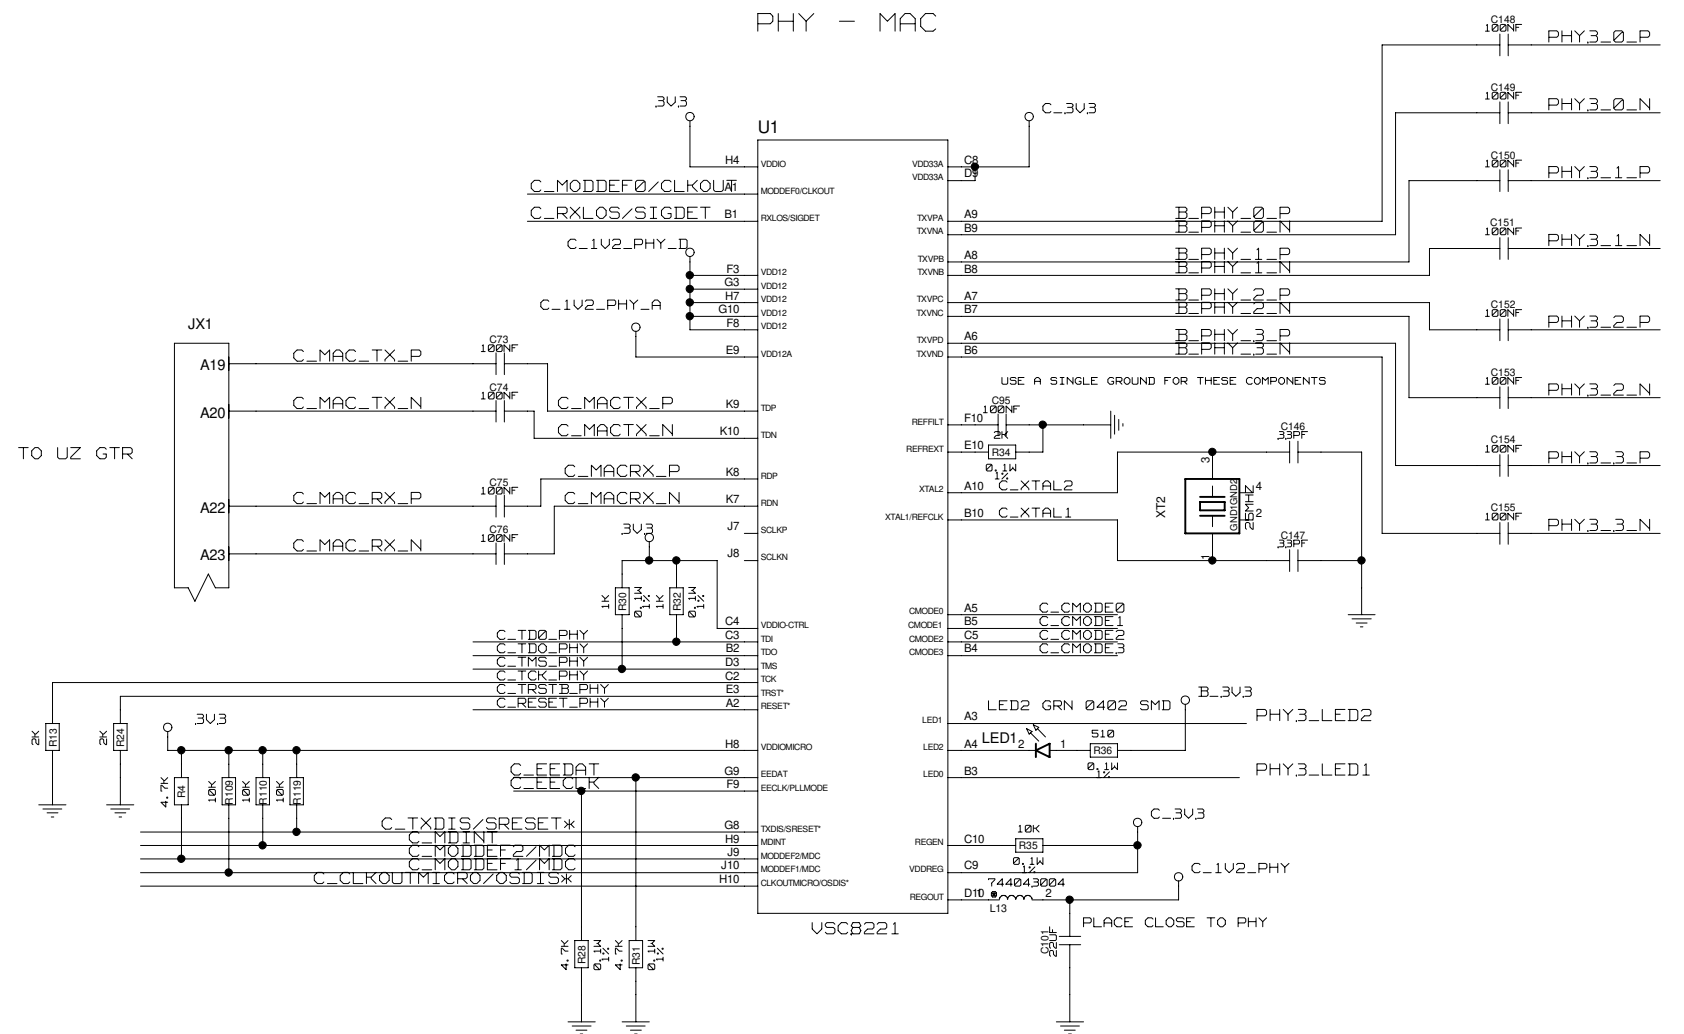 PHY - MAC
C148
100NF
PHY3_0_P
C149
100NF
PHY3_0_N
C150
100NF
PHY3_1_P
C151
100NF
PHY3_1_N
C152
100NF
PHY3_2_P
C153
100NF
PHY3_2_N
C154
100NF
PHY3_3_P
C155
100NF
PHY3_3_N
3V3
C_3V3
U1
H4 VDDIO
C_MODDEF0/CLKOUT A1 MODDEF0/CLKOUT
C_RXLOS/SIGDET B1 RXLOS/SIGDET
C_1V2_PHY_D
F3 VDD12
G3 VDD12
H7 VDD12
G10 VDD12
F8 VDD12
C_1V2_PHY_A
E9 VDD12A
JX1
TO UZ GTR
A19 C_MAC_TX_P
C73
100NF
A20 C_MAC_TX_N
C74
100NF
C_MACTX_P K9 TDP
C_MACTX_N K10 TDN
C_MACRX_P K8 RDP
C_MACRX_N K7 RDN
A22 C_MAC_RX_P
C75
100NF
A23 C_MAC_RX_N
C76
100NF
J7 SCLKP
J8 SCLKN
3V3
1K R30 0.1W 1%
1K R32 0.1W 1%
C4 VDDIO-CTRL
C_TD0_PHY C3 TDI
C_TDO_PHY B2 TDO
C_TMS_PHY D3 TMS
C_TCK_PHY C2 TCK
C_TRSTB_PHY E3 TRST*
C_RESET_PHY A2 RESET*
2K R13
2K R24
3V3
H8 VDDIOMICRO
4.7K R4
10K R109
10K R110
10K R119
C_EEDAT G9 EEDAT
C_EECLK F9 EECLK/PLLMODE
C_TXDIS/SRESET* G8 TXDIS/SRESET*
C_MDINT H9 MDINT
C_MODDEF2/MDC J9 MODDEF2/MDC
C_MODDEF1/MDC J10 MODDEF1/MDC
C_CLKOUTMICRO/OSDIS* H10 CLKOUTMICRO/OSDIS*
4.7K R28 0.1W 1%
4.7K R31 0.1W 1%
VSC8221
VDD33A C8
VDD33A D9
TXVPA A9 B_PHY_0_P
TXVNA B9 B_PHY_0_N
TXVPB A8 B_PHY_1_P
TXVNB B8 B_PHY_1_N
TXVPC A7 B_PHY_2_P
TXVNC B7 B_PHY_2_N
TXVPD A6 B_PHY_3_P
TXVND B6 B_PHY_3_N
USE A SINGLE GROUND FOR THESE COMPONENTS
REFFILT F10
C95
100NF
REFREXT E10
2K
R34
0.1W
1%
XTAL2 A10 C_XTAL2
XTAL1/REFCLK B10 C_XTAL1
XT2
3
GND1 GND2
4
2
1
25MHZ
C146
33PF
C147
33PF
CMODE0 A5 C_CMODE0
CMODE1 B5 C_CMODE1
CMODE2 C5 C_CMODE2
CMODE3 B4 C_CMODE3
B_3V3
LED2 GRN 0402 SMD
LED1 A3 PHY3_LED2
LED2 A4 LED1 2 1
510
R36
0.1W
1%
LED0 B3 PHY3_LED1
C_3V3
REGEN C10
10K
R35
0.1W
1%
VDDREG C9
C_1V2_PHY
REGOUT D10
744043004
1 2
L13
C101
22UF
PLACE CLOSE TO PHY